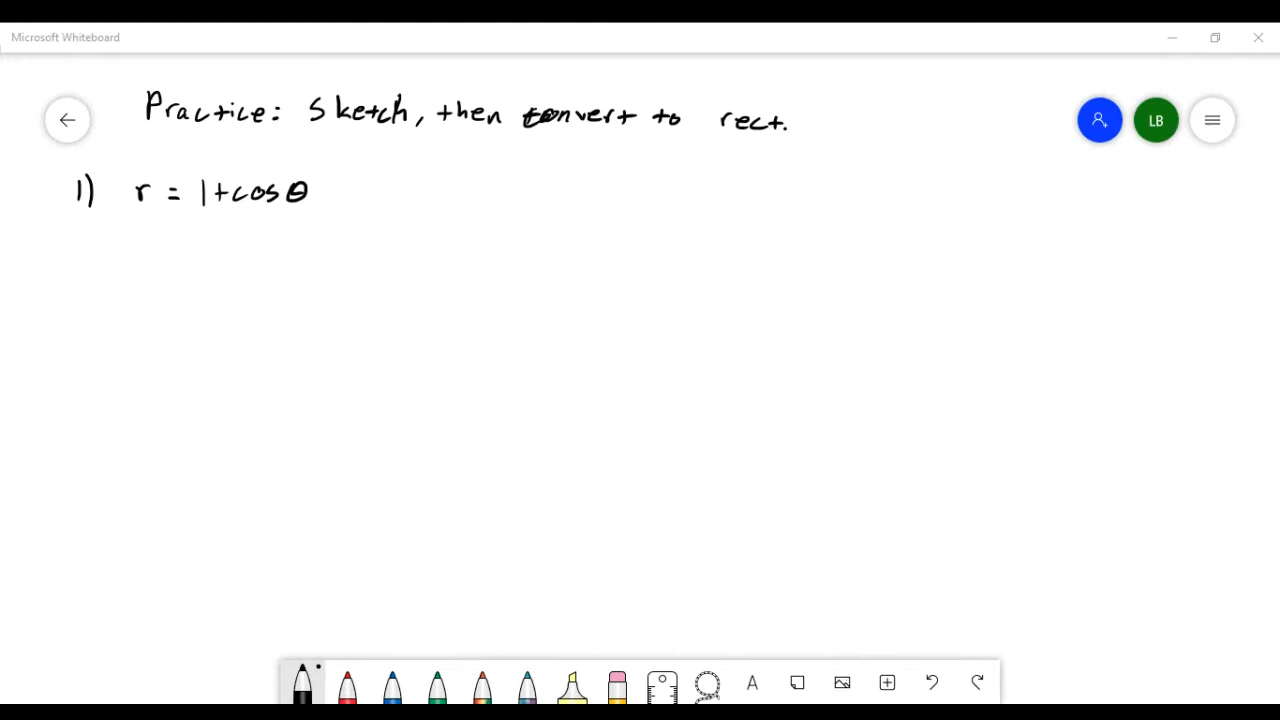 Microsoft Whiteboard
Practice: Sketch, then convert to rect.
LB
1) r = 1+cosθ
A